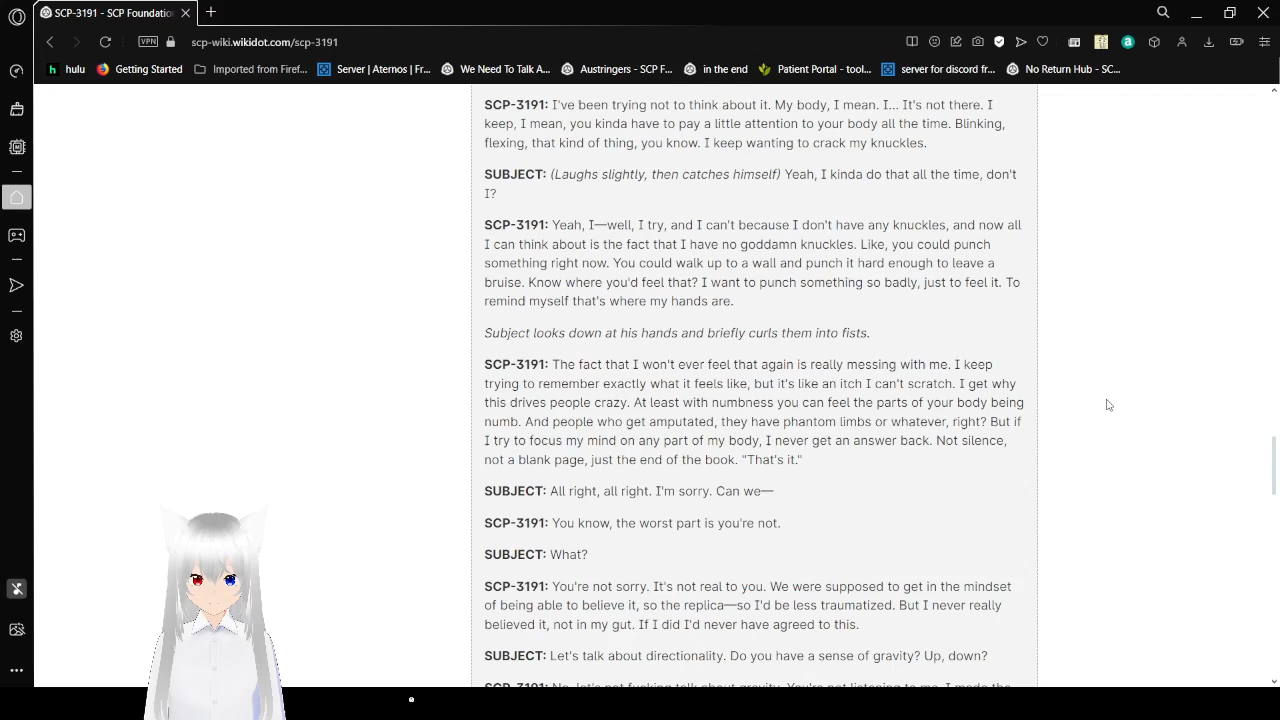 SCP-3191 - SCP Foundatio
VPN
scp-wiki.wikidot.com/scp-3191
hulu
Getting Started
Imported from Firef...
Server | Aternos | Fr...
We Need To Talk A...
Austringers - SCP F...
in the end
Patient Portal - tool...
server for discord fr...
No Return Hub - SC...
SCP-3191: I've been trying not to think about it. My body, I mean. I... It's not there. I
keep, I mean, you kinda have to pay a little attention to your body all the time. Blinking,
flexing, that kind of thing, you know. I keep wanting to crack my knuckles.
SUBJECT: (Laughs slightly, then catches himself) Yeah, I kinda do that all the time, don't
I?
SCP-3191: Yeah, I—well, I try, and I can't because I don't have any knuckles, and now all
I can think about is the fact that I have no goddamn knuckles. Like, you could punch
something right now. You could walk up to a wall and punch it hard enough to leave a
bruise. Know where you'd feel that? I want to punch something so badly, just to feel it. To
remind myself that's where my hands are.
Subject looks down at his hands and briefly curls them into fists.
SCP-3191: The fact that I won't ever feel that again is really messing with me. I keep
trying to remember exactly what it feels like, but it's like an itch I can't scratch. I get why
this drives people crazy. At least with numbness you can feel the parts of your body being
numb. And people who get amputated, they have phantom limbs or whatever, right? But if
I try to focus my mind on any part of my body, I never get an answer back. Not silence,
not a blank page, just the end of the book. "That's it."
SUBJECT: All right, all right. I'm sorry. Can we—
SCP-3191: You know, the worst part is you're not.
SUBJECT: What?
SCP-3191: You're not sorry. It's not real to you. We were supposed to get in the mindset
of being able to believe it, so the replica—so I'd be less traumatized. But I never really
believed it, not in my gut. If I did I'd never have agreed to this.
SUBJECT: Let's talk about directionality. Do you have a sense of gravity? Up, down?
SCP-3191: No, let's not fucking talk about gravity. You're not listening to me. I made the